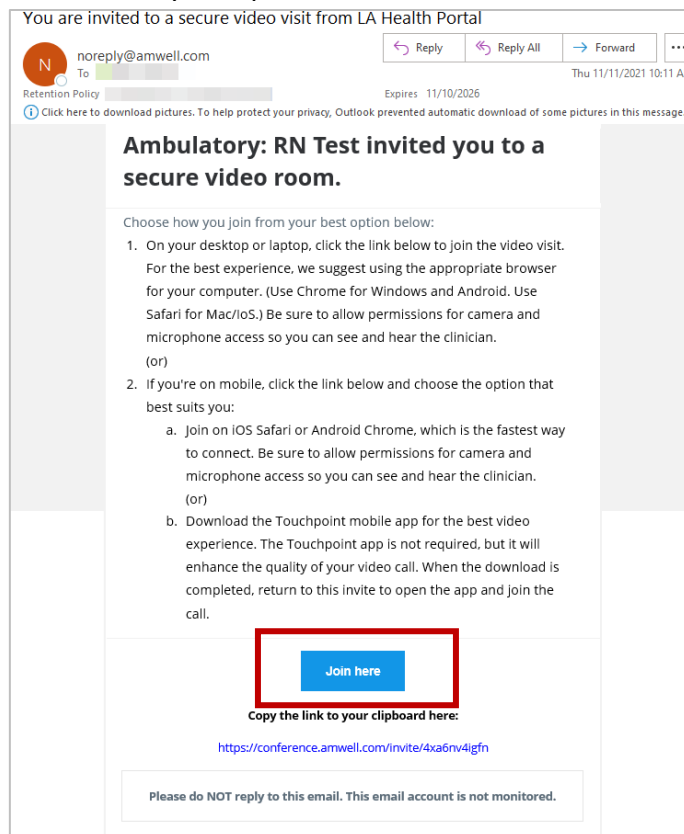 You are invited to a secure video visit from LA Health Portal
N
noreply@amwell.com
To
Reply
Reply All
Forward
Thu 11/11/2021 10:11 A
Retention Policy
Expires 11/10/2026
Click here to download pictures. To help protect your privacy, Outlook prevented automatic download of some pictures in this message.
Ambulatory: RN Test invited you to a
secure video room.
Choose how you join from your best option below:
1. On your desktop or laptop, click the link below to join the video visit.
For the best experience, we suggest using the appropriate browser
for your computer. (Use Chrome for Windows and Android. Use
Safari for Mac/IoS.) Be sure to allow permissions for camera and
microphone access so you can see and hear the clinician.
(or)
2. If you're on mobile, click the link below and choose the option that
best suits you:
a. Join on iOS Safari or Android Chrome, which is the fastest way
to connect. Be sure to allow permissions for camera and
microphone access so you can see and hear the clinician.
(or)
b. Download the Touchpoint mobile app for the best video
experience. The Touchpoint app is not required, but it will
enhance the quality of your video call. When the download is
completed, return to this invite to open the app and join the
call.
Join here
Copy the link to your clipboard here:
https://conference.amwell.com/invite/4xa6nv4igfn
Please do NOT reply to this email. This email account is not monitored.